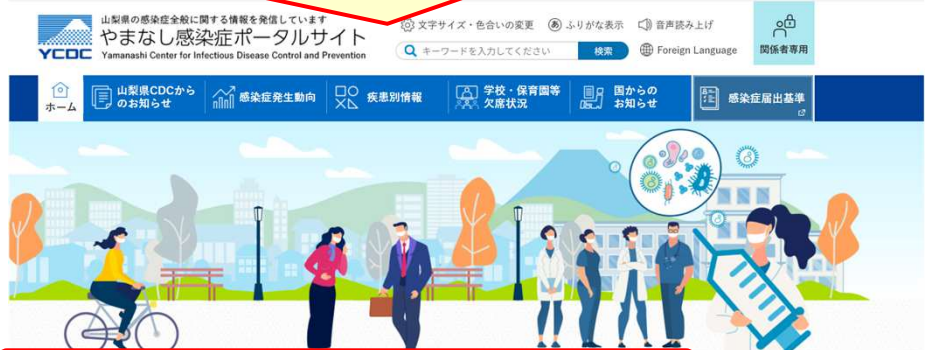 山梨県の感染症全般に関する情報を発信しています
やまなし感染症ポータルサイト
YCDC Yamanashi Center for Infectious Disease Control and Prevention
文字サイズ・色合いの変更 あ ふりがな表示 音声読み上げ
キーワードを入力してください 検索 Foreign Language
関係者専用
ホーム
山梨県CDCから
のお知らせ
感染症発生動向
疾患別情報
学校・保育園等
欠席状況
国からの
お知らせ
感染症届出基準